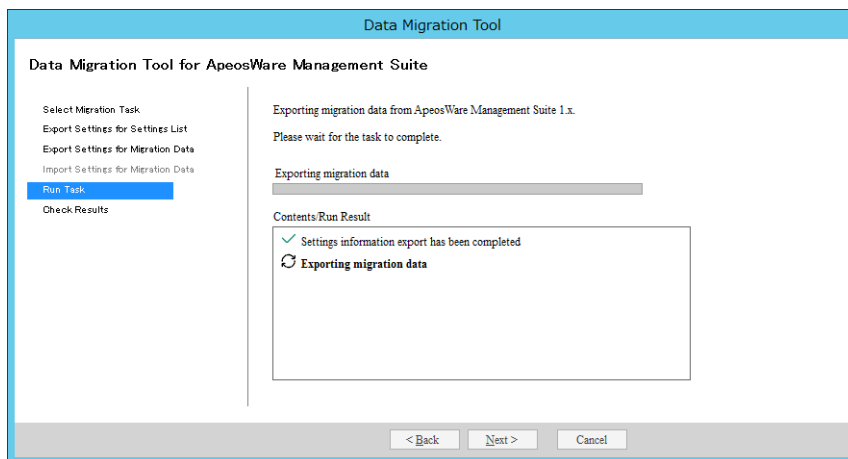 Data Migration Tool
Data Migration Tool for ApeosWare Management Suite
Select Migration Task
Export Settings for Settings List
Export Settings for Migration Data
Import Settings for Migration Data
Run Task
Check Results
Exporting migration data from ApeosWare Management Suite 1.x.
Please wait for the task to complete.
Exporting migration data
Contents/Run Result
Settings information export has been completed
Exporting migration data
< Back
Next >
Cancel